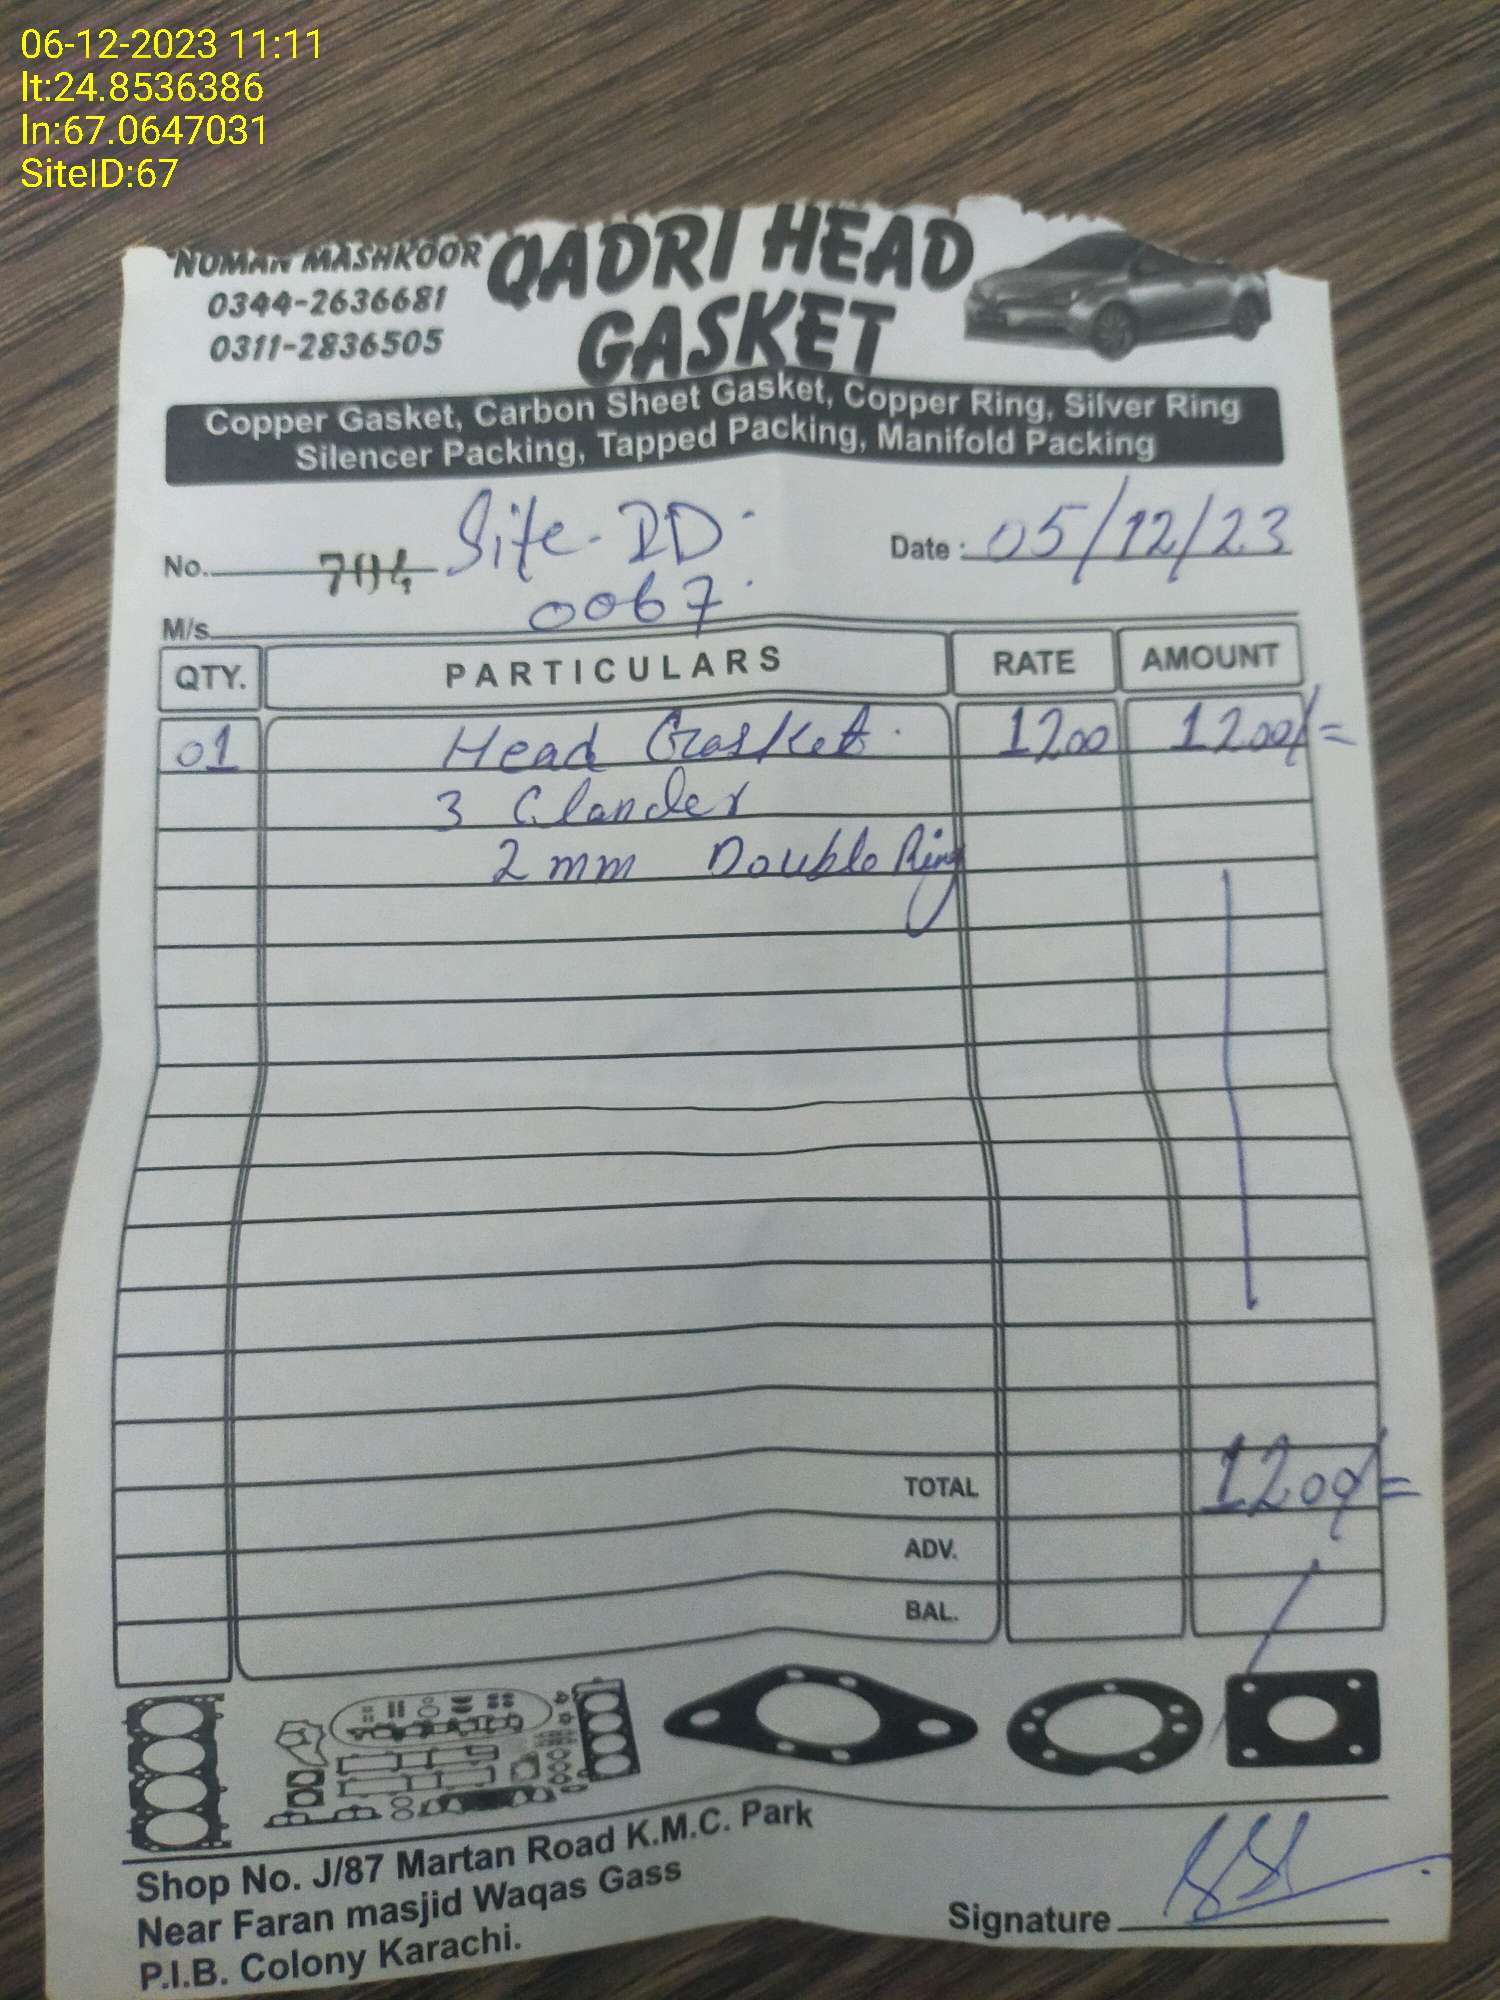 06-12-2023 11:11
lt:24.8536386
ln:67.0647031
SiteID:67
NUMAN MASHKOOR
0344-2636681
0311-2836505
QADRI HEAD
GASKET
Copper Gasket, Carbon Sheet Gasket, Copper Ring, Silver Ring
Silencer Packing, Tapped Packing, Manifold Packing
No. 704 Site-ID Date: 05/12/23
0067
M/s
QTY. PARTICULARS RATE AMOUNT
01 Head Gasket 1200 1200/=
3 Clander
2 mm Double Ring
TOTAL 1200/=
ADV.
BAL.
Shop No. J/87 Martan Road K.M.C. Park
Near Faran masjid Waqas Gass
P.I.B. Colony Karachi.
Signature